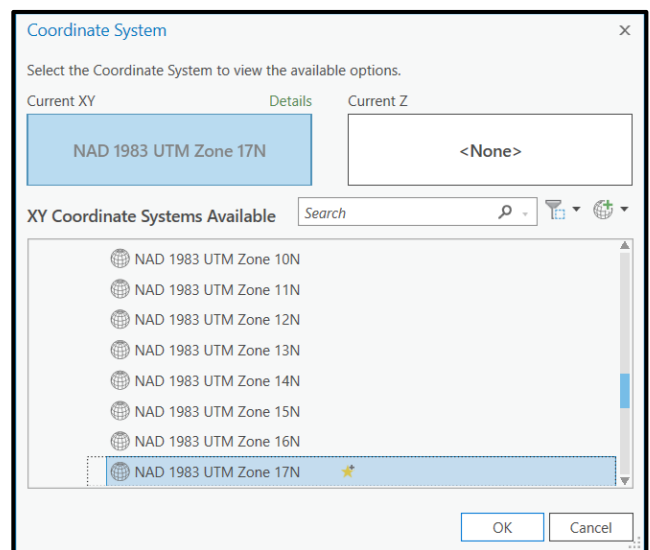 Coordinate System
Select the Coordinate System to view the available options.
Current XY Details Current Z
NAD 1983 UTM Zone 17N <None>
XY Coordinate Systems Available Search
NAD 1983 UTM Zone 10N
NAD 1983 UTM Zone 11N
NAD 1983 UTM Zone 12N
NAD 1983 UTM Zone 13N
NAD 1983 UTM Zone 14N
NAD 1983 UTM Zone 15N
NAD 1983 UTM Zone 16N
NAD 1983 UTM Zone 17N
OK Cancel